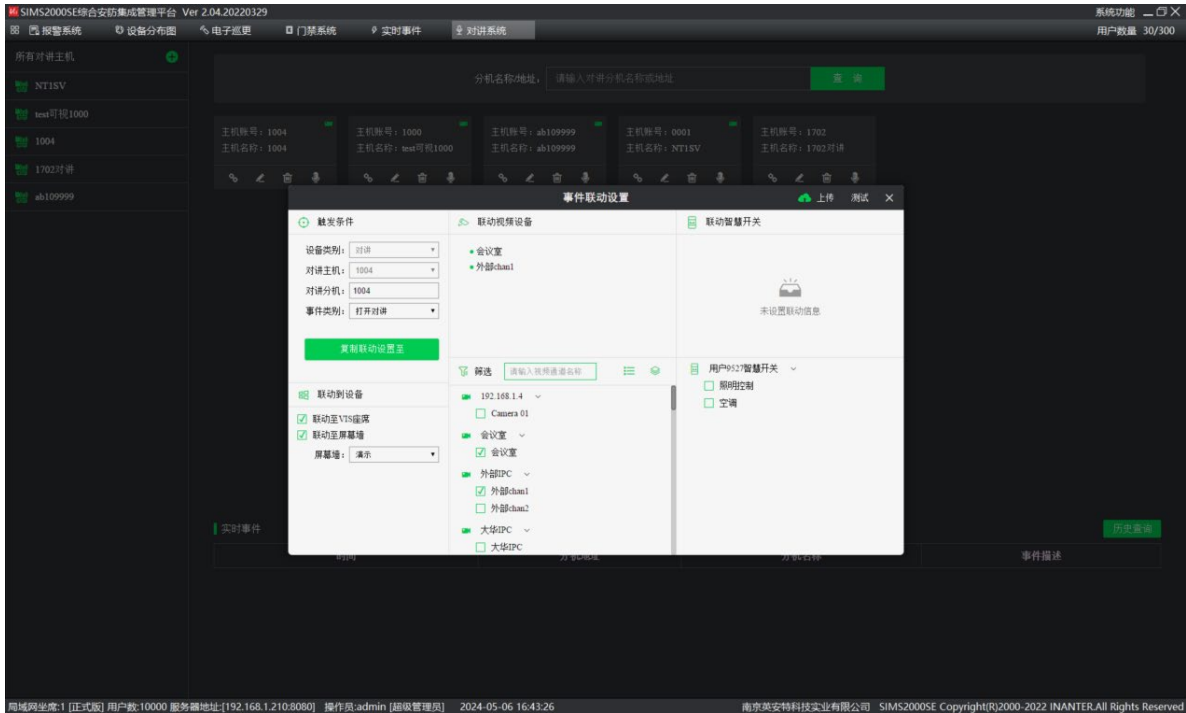 SIMS2000SE综合安防集成管理平台 Ver 2.04.20220329 系统功能
报警系统 设备分布图 电子巡更 门禁系统 实时事件 对讲系统 用户数量 30/300
所有对讲主机
NT1SV
test可视1000
1004
1702对讲
ab109999
分机名称/地址： 请输入对讲分机名称或地址 查 询
主机账号：1004 主机账号：1000 主机账号：ab109999 主机账号：0001 主机账号：1702
主机名称：1004 主机名称：test可视1000 主机名称：ab109999 主机名称：NT1SV 主机名称：1702对讲
事件联动设置 上传 测试
触发条件
设备类别： 对讲
对讲主机： 1004
对讲分机： 1004
事件类别： 打开对讲
复制联动设置至
联动到设备
联动至VIS座席
联动至屏幕墙
屏幕墙： 演示
联动视频设备
会议室
外部chan1
筛选 请输入视频通道名称
192.168.1.4
Camera 01
会议室
会议室
外部IPC
外部chan1
外部chan2
大华IPC
大华IPC
联动智慧开关
未设置联动信息
用户9527智慧开关
照明控制
空调
实时事件 历史查询
时间 分机地址 分机名称 事件描述
局域网坐席:1 [正式版] 用户数:10000 服务器地址:[192.168.1.210:8080] 操作员:admin [超级管理员] 2024-05-06 16:43:26 南京英安特科技实业有限公司 SIMS2000SE Copyright(R)2000-2022 INANTER.All Rights Reserved